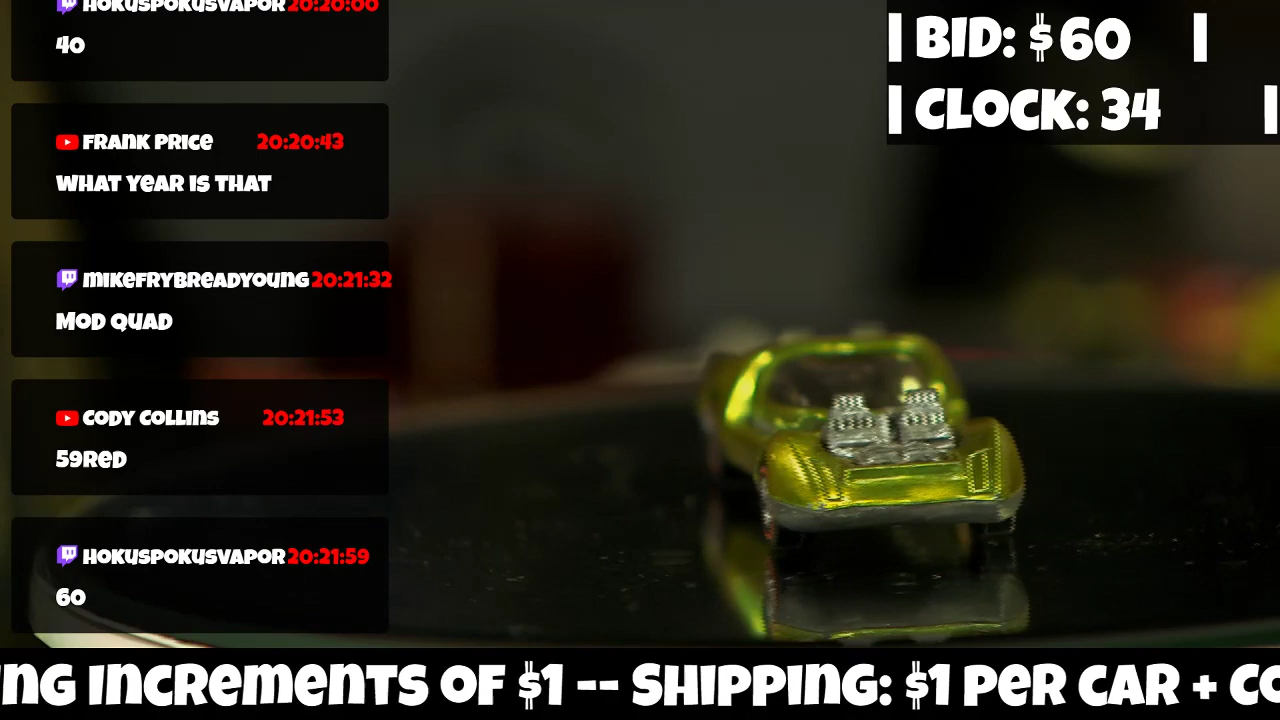 HOKUSPOKUSVAPOR 20:20:00
40
FRANK PRICE 20:20:43
WHAT YEAR IS THAT
MIKEFRYBREADYOUNG 20:21:32
MOD QUAD
CODY COLLINS 20:21:53
59RED
HOKUSPOKUSVAPOR 20:21:59
60
| BID: $60 |
| CLOCK: 34 |
NG INCREMENTS OF $1 -- SHIPPING: $1 PER CAR + CO